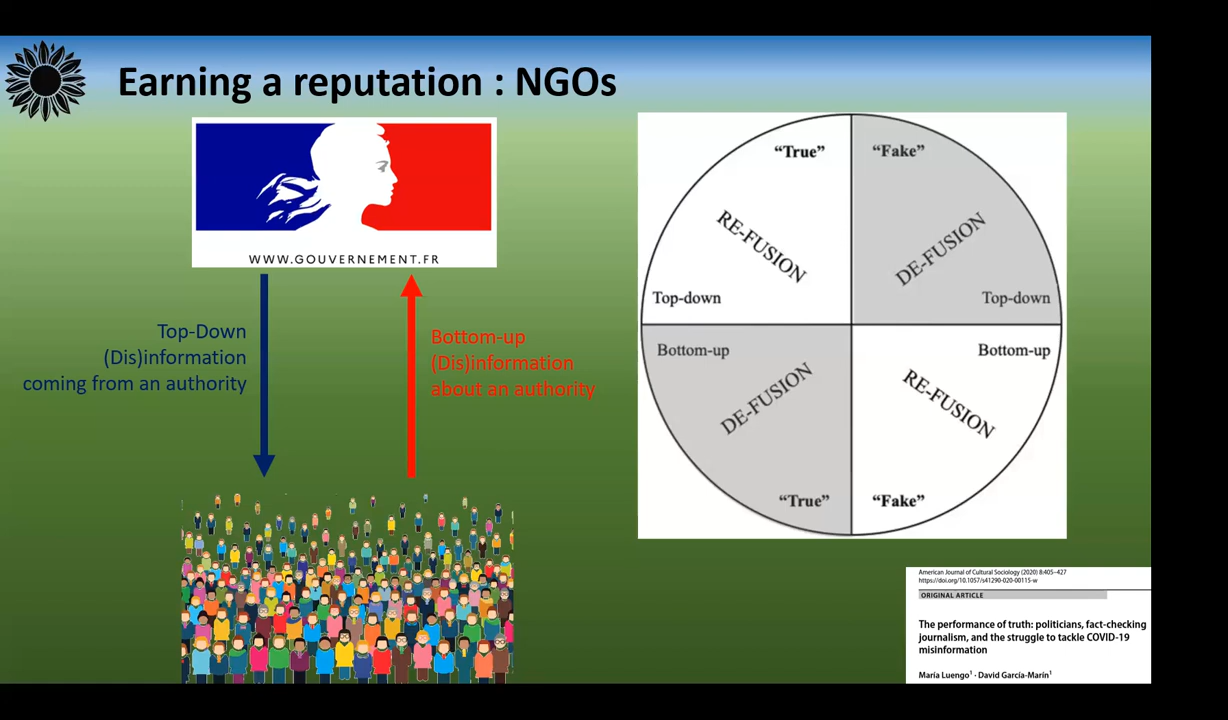 Earning a reputation : NGOs
WWW.GOUVERNEMENT.FR
Top-Down
(Dis)information
coming from an authority
Bottom-up
(Dis)information
about an authority
“True”
“Fake”
RE-FUSION
DE-FUSION
Top-down
Top-down
Bottom-up
Bottom-up
DE-FUSION
RE-FUSION
“True”
“Fake”
American Journal of Cultural Sociology (2020) 8:405–427
https://doi.org/10.1057/s41290-020-00115-w
ORIGINAL ARTICLE
The performance of truth: politicians, fact-checking
journalism, and the struggle to tackle COVID-19
misinformation
María Luengo¹ · David García-Marín¹